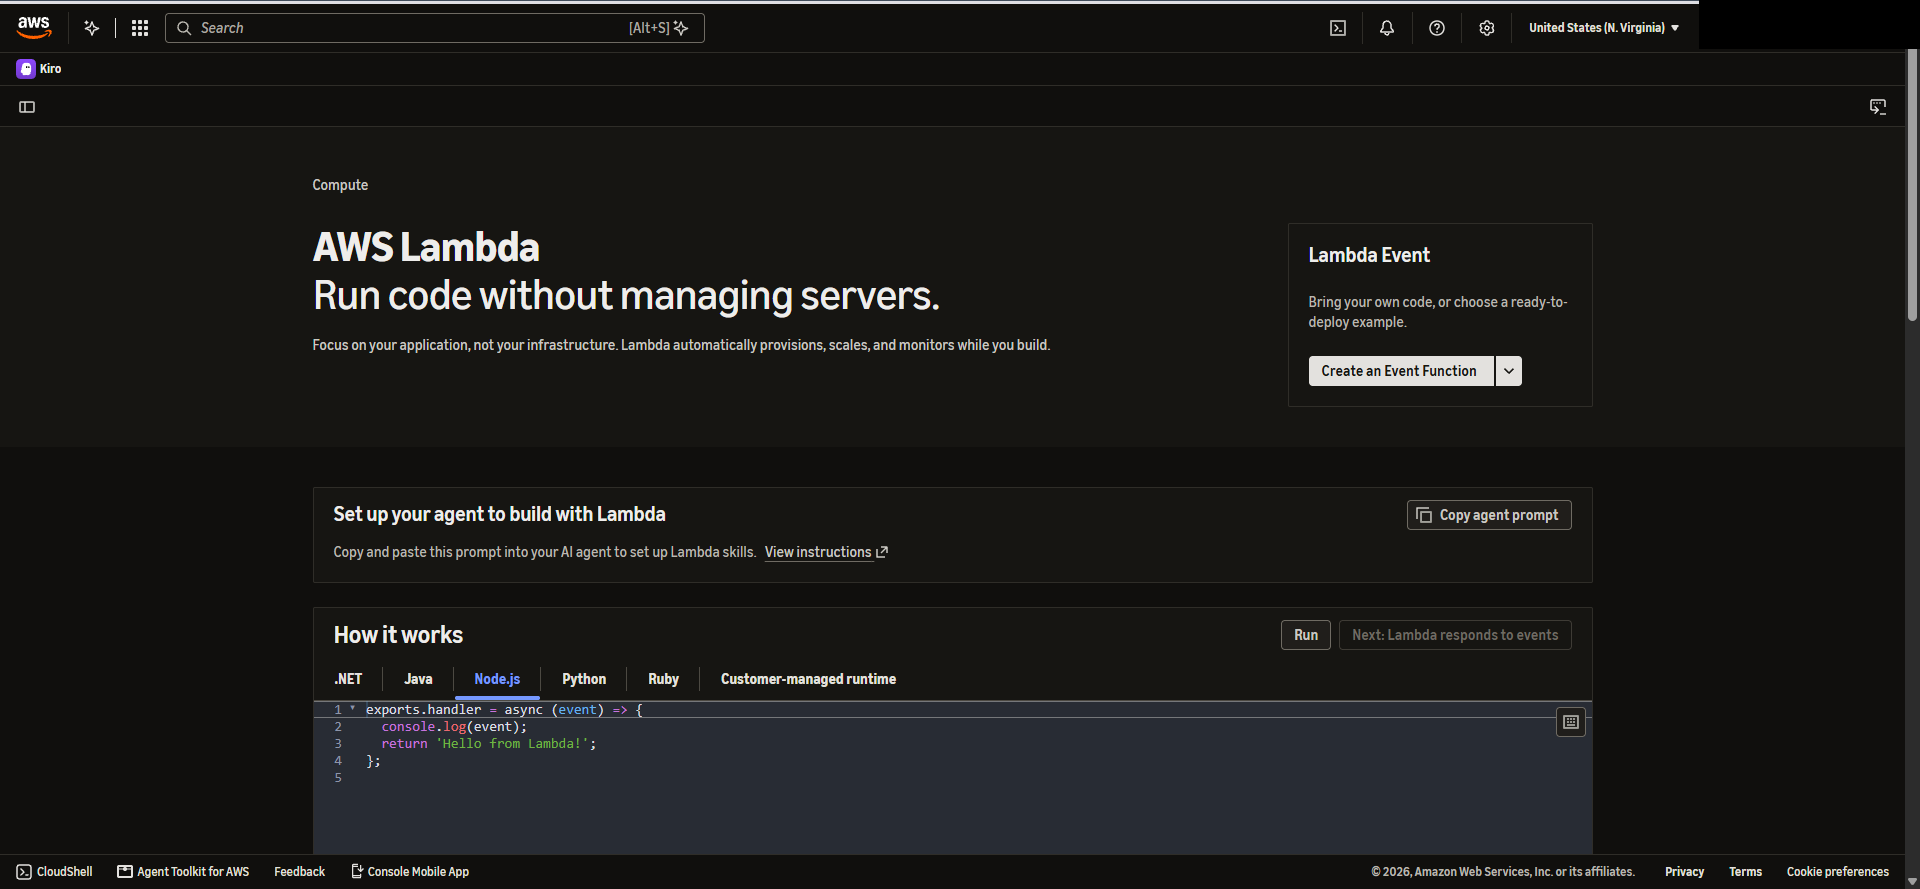 aws
Search [Alt+S]
United States (N. Virginia)
Kiro
Compute
AWS Lambda
Run code without managing servers.
Focus on your application, not your infrastructure. Lambda automatically provisions, scales, and monitors while you build.
Lambda Event
Bring your own code, or choose a ready-to-
deploy example.
Create an Event Function
Set up your agent to build with Lambda
Copy agent prompt
Copy and paste this prompt into your AI agent to set up Lambda skills. View instructions
How it works
Run Next: Lambda responds to events
.NET Java Node.js Python Ruby Customer-managed runtime
1 exports.handler = async (event) => {
2 console.log(event);
3 return 'Hello from Lambda!';
4 };
5
CloudShell Agent Toolkit for AWS Feedback Console Mobile App © 2026, Amazon Web Services, Inc. or its affiliates. Privacy Terms Cookie preferences